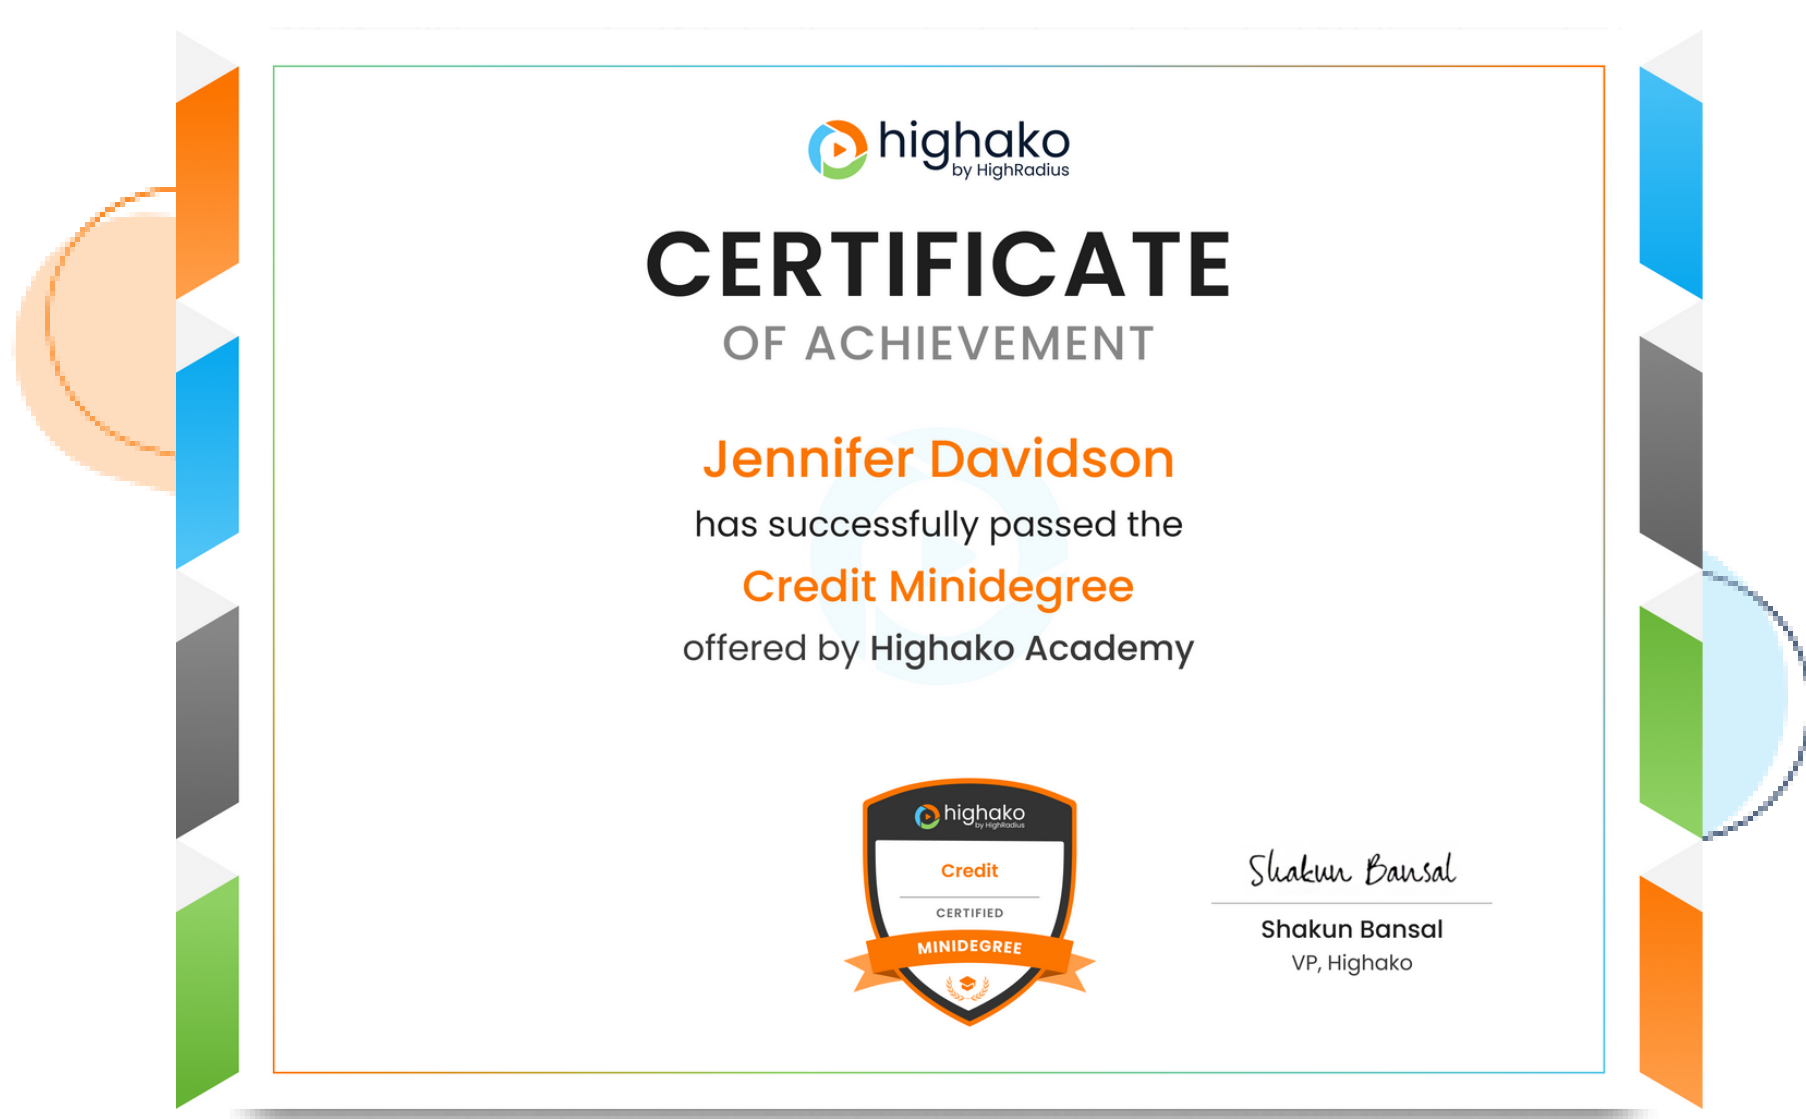 highako
by HighRadius
CERTIFICATE
OF ACHIEVEMENT
Jennifer Davidson
has successfully passed the
Credit Minidegree
offered by Highako Academy
highako
by HighRadius
Credit
CERTIFIED
MINIDEGREE
Shakun Bansal
Shakun Bansal
VP, Highako